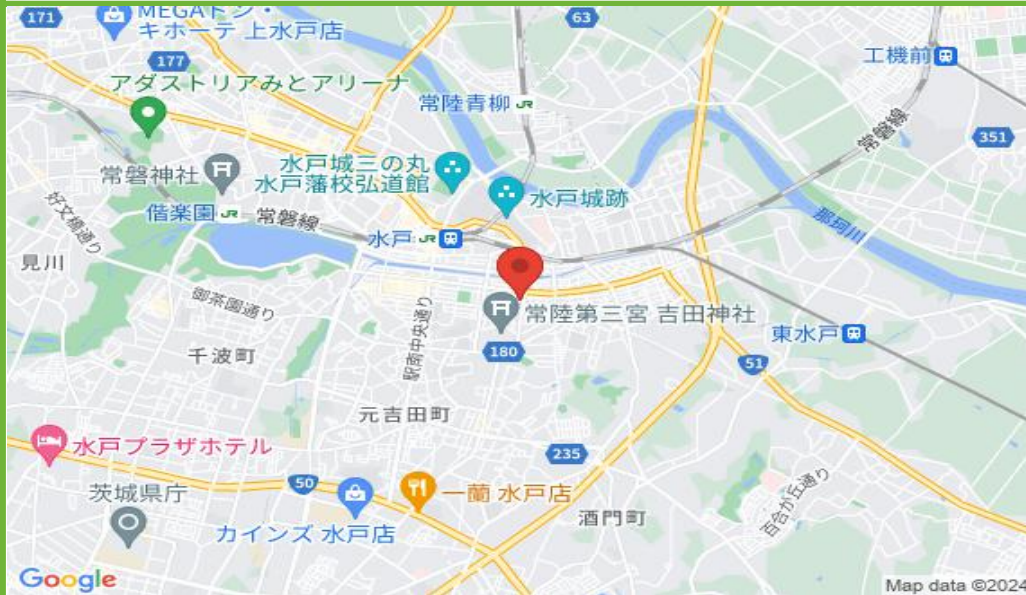 171
MEGAドン・
キホーテ 上水戸店
63
177
工機前
アダストリアみとアリーナ
常陸青柳 JR
351
水戸城三の丸
水戸藩校弘道館
常磐神社
水戸城跡
好文橋通り
偕楽園 JR
常磐線
水戸 JR
那珂川
見川
御茶園通り
駅南中央通り
常陸第三宮 吉田神社
東水戸
千波町
180
51
元吉田町
水戸プラザホテル
235
百合が丘通り
茨城県庁
50
一蘭 水戸店
酒門町
カインズ 水戸店
Google
Map data ©2024